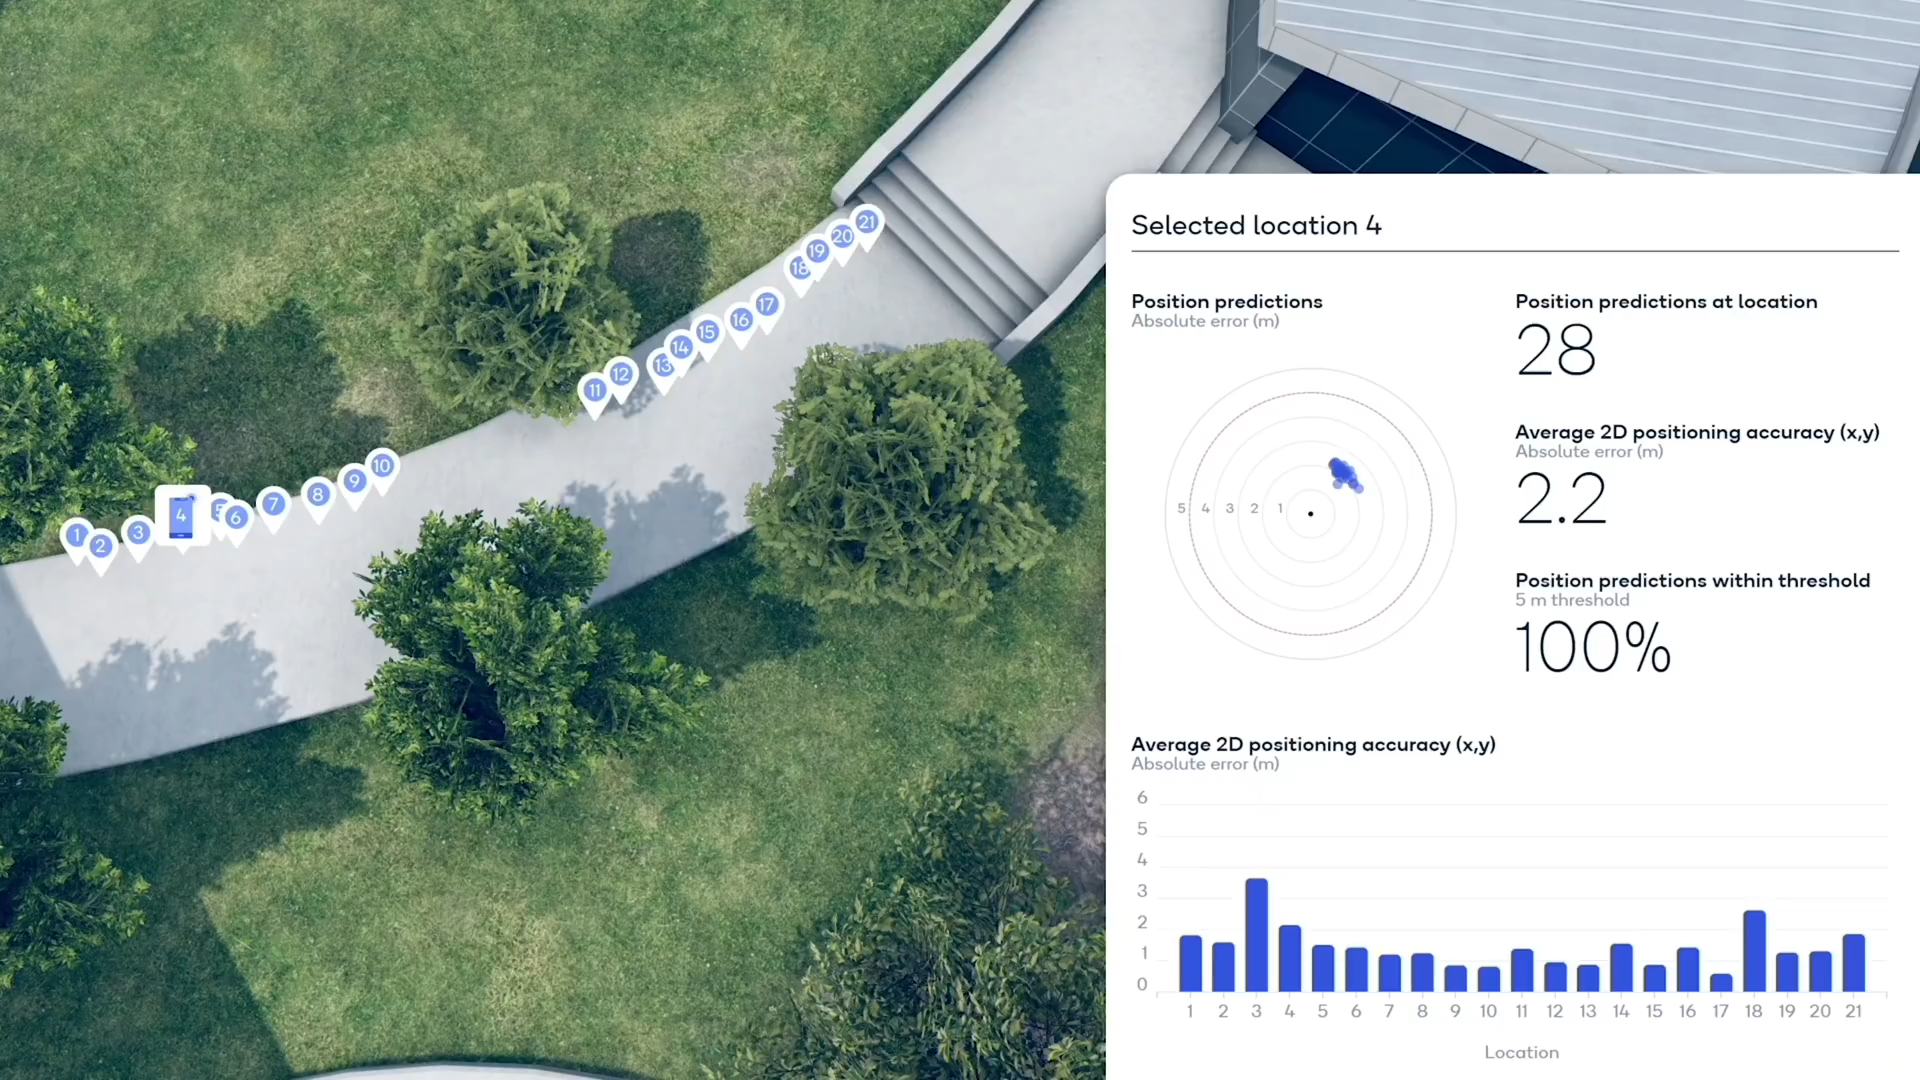 1
2
3
4
5
6
7
8
9
10
11
12
13
14
15
16
17
18
19
20
21
Selected location 4
Position predictions
Absolute error (m)
5 4 3 2 1
Position predictions at location
28
Average 2D positioning accuracy (x,y)
Absolute error (m)
2.2
Position predictions within threshold
5 m threshold
100%
Average 2D positioning accuracy (x,y)
Absolute error (m)
6
5
4
3
2
1
0
1 2 3 4 5 6 7 8 9 10 11 12 13 14 15 16 17 18 19 20 21
Location